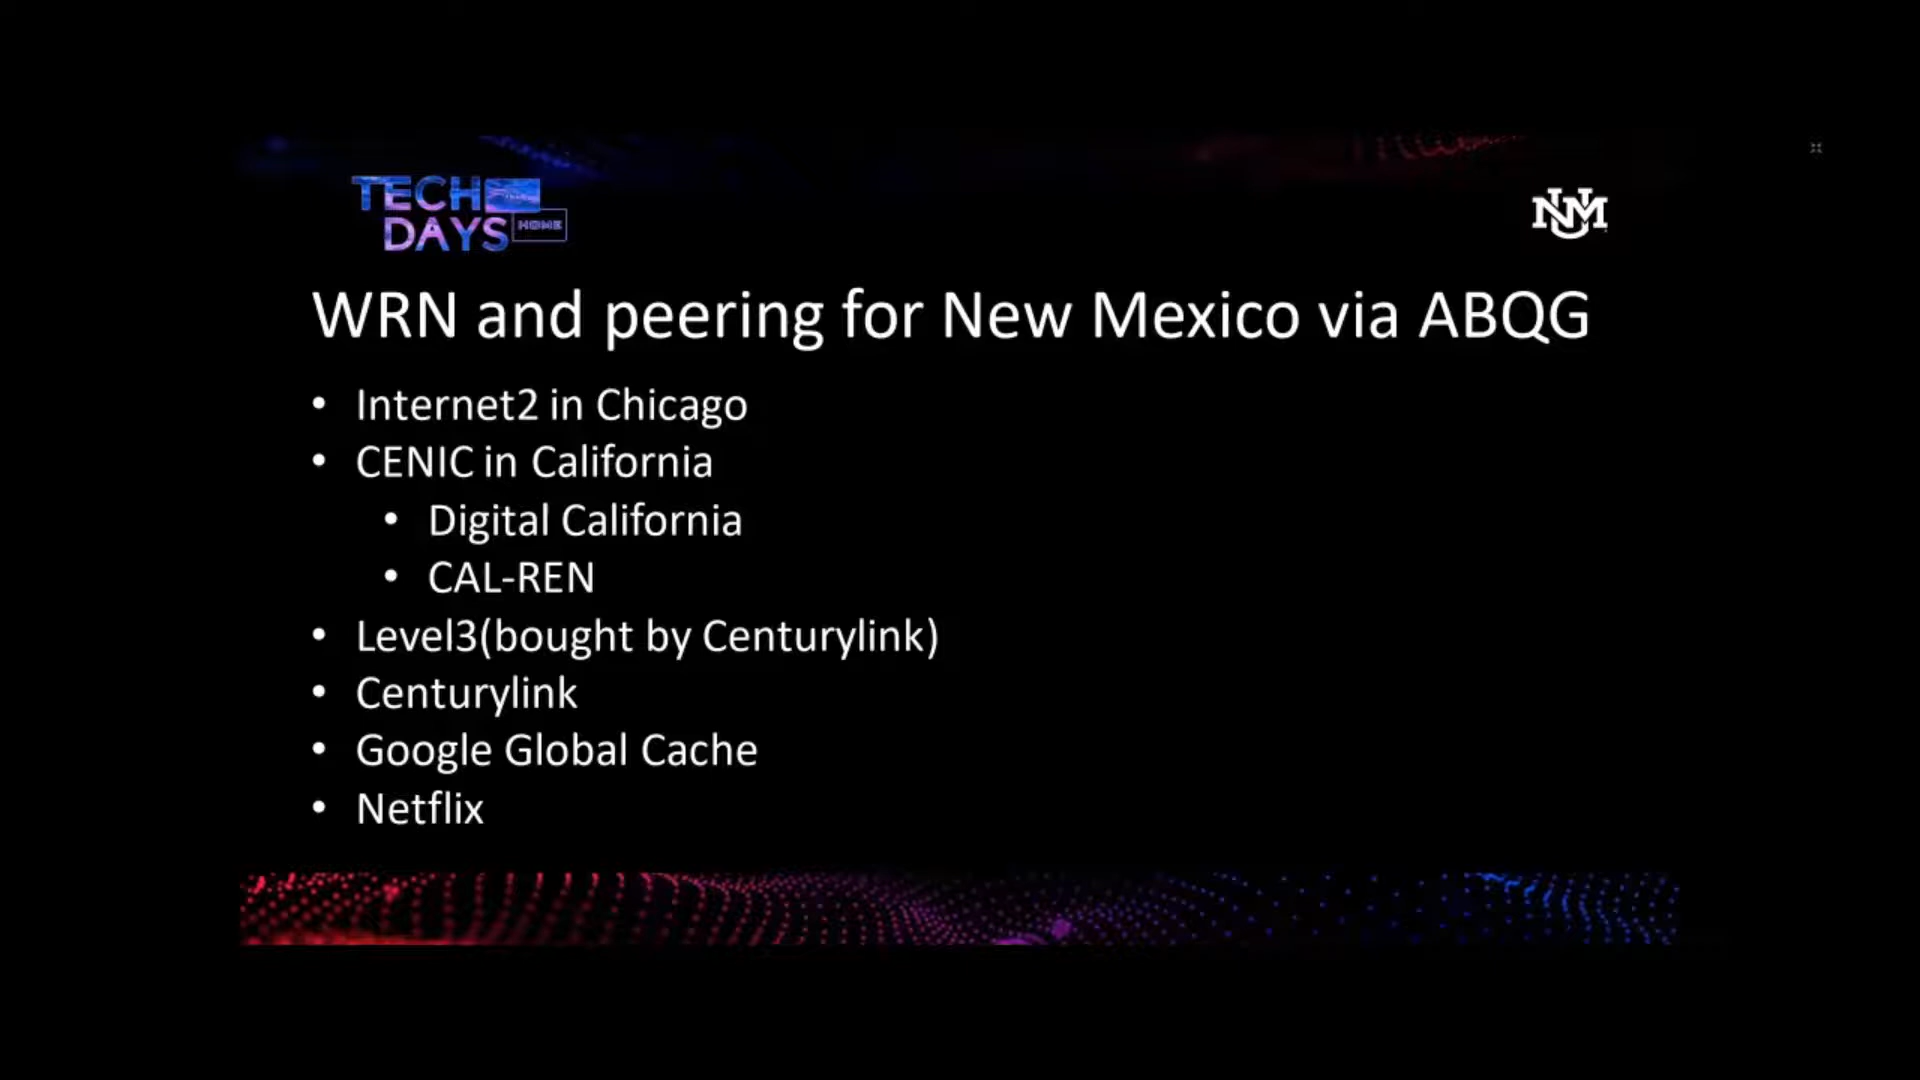 TECH
DAYS HOME
UNM
WRN and peering for New Mexico via ABQG
• Internet2 in Chicago
• CENIC in California
• Digital California
• CAL-REN
• Level3(bought by Centurylink)
• Centurylink
• Google Global Cache
• Netflix